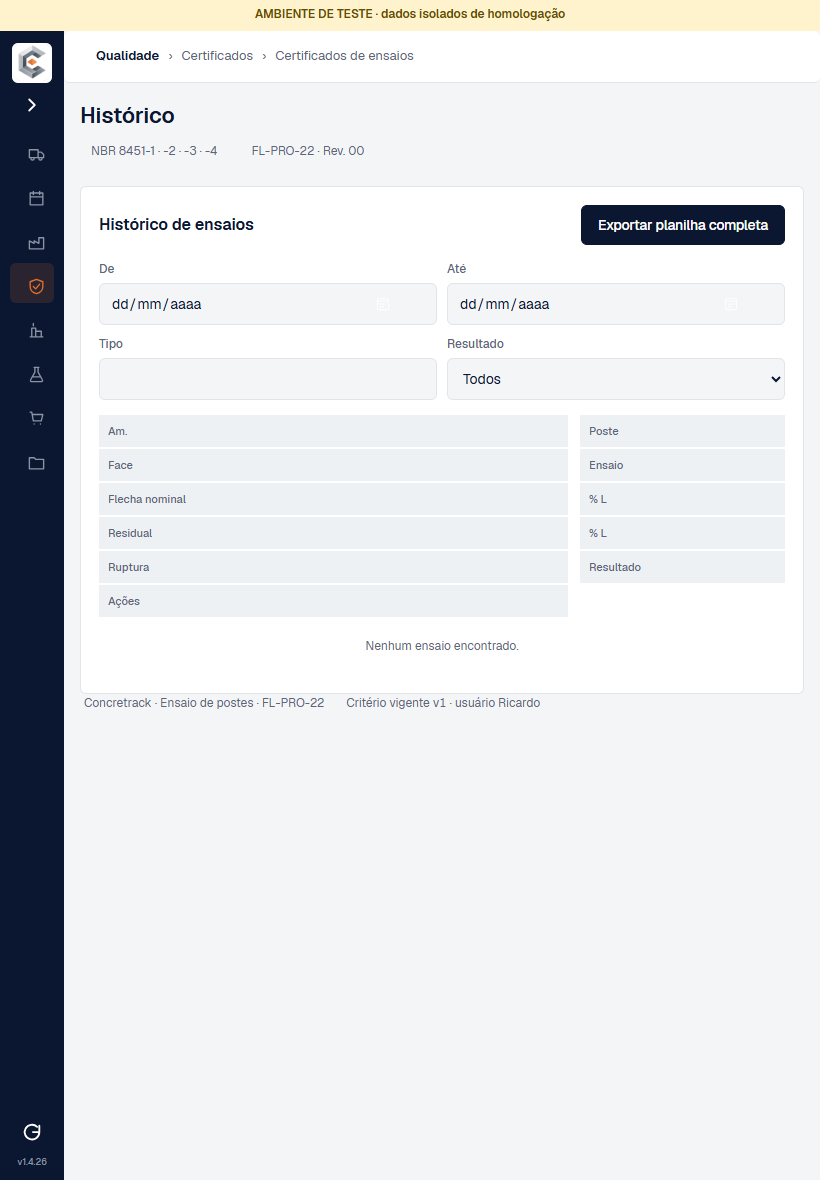 AMBIENTE DE TESTE · dados isolados de homologação
Qualidade › Certificados › Certificados de ensaios
Histórico
NBR 8451-1 · -2 · -3 · -4 FL-PRO-22 · Rev. 00
Histórico de ensaios
Exportar planilha completa
De
Até
dd/mm/aaaa
dd/mm/aaaa
Tipo
Resultado
Todos
Am.
Poste
Face
Ensaio
Flecha nominal
% L
Residual
% L
Ruptura
Resultado
Ações
Nenhum ensaio encontrado.
Concretrack · Ensaio de postes · FL-PRO-22 Critério vigente v1 · usuário Ricardo
v1.4.26